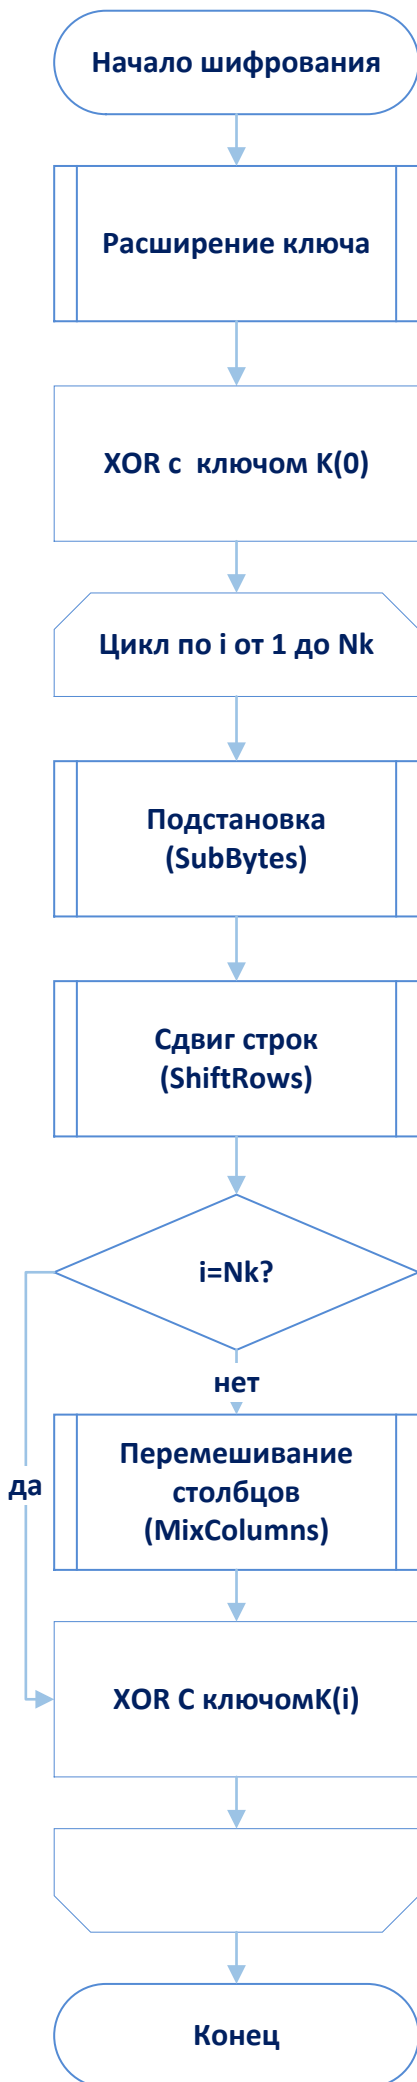 Начало шифрования
Расширение ключа
XOR с ключом K(0)
Цикл по i от 1 до Nk
Подстановка
(SubBytes)
Сдвиг строк
(ShiftRows)
i=Nk?
нет
да
Перемешивание
столбцов
(MixColumns)
XOR С ключомK(i)
Конец